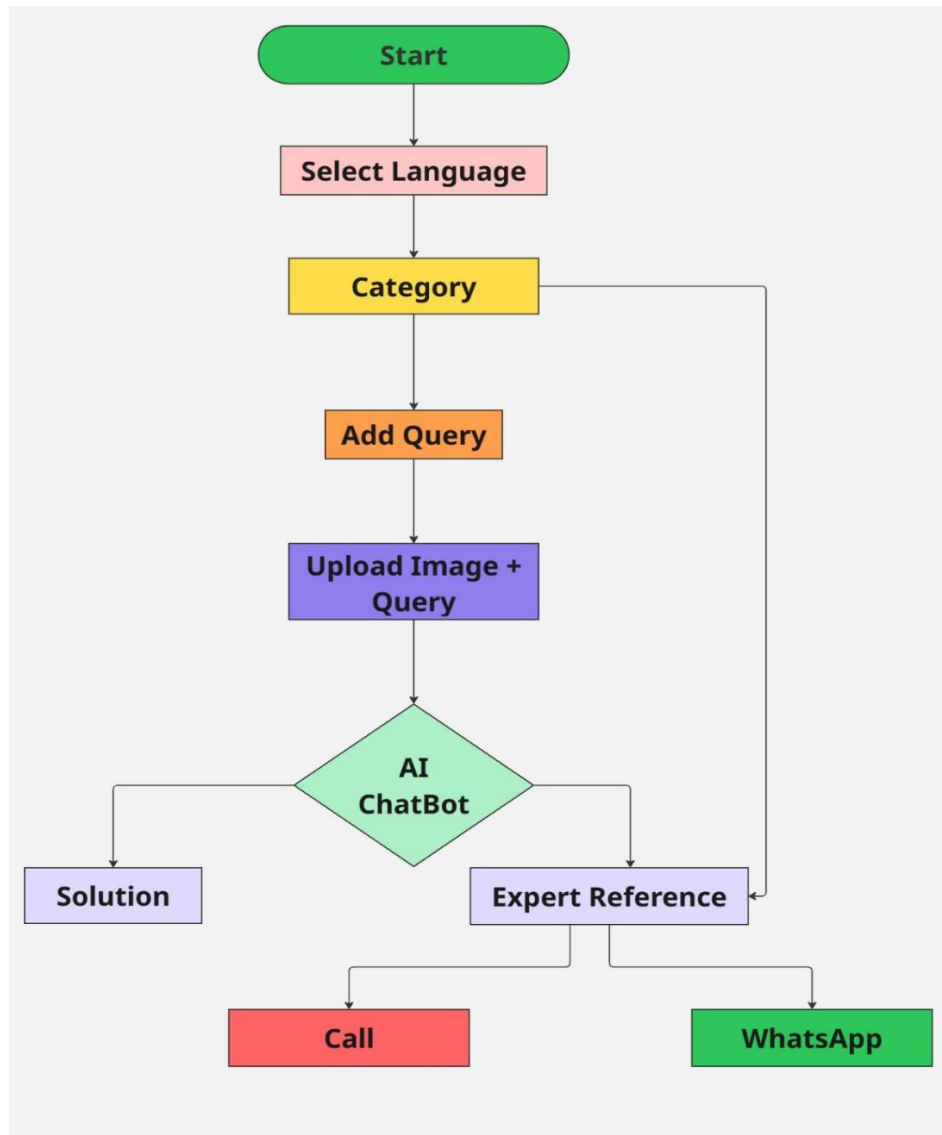 Start
Select Language
Category
Add Query
Upload Image +
Query
AI
ChatBot
Solution
Expert Reference
Call
WhatsApp